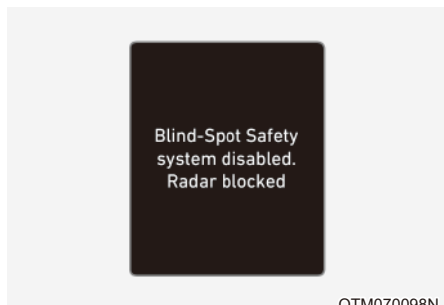 Blind-Spot Safety
system disabled.
Radar blocked
OTM070098N